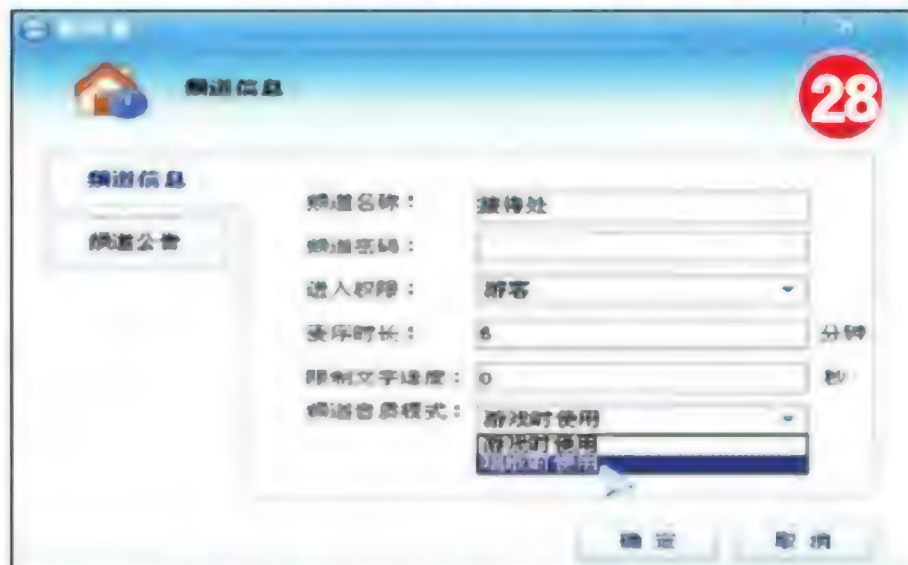 频道信息
28
频道信息
频道公告
频道名称：接待处
频道密码：
进入权限：游客
麦序时长：6 分钟
限制文字速度：0 秒
频道音质模式：游戏时使用
游戏时使用
时使用
确定 取消